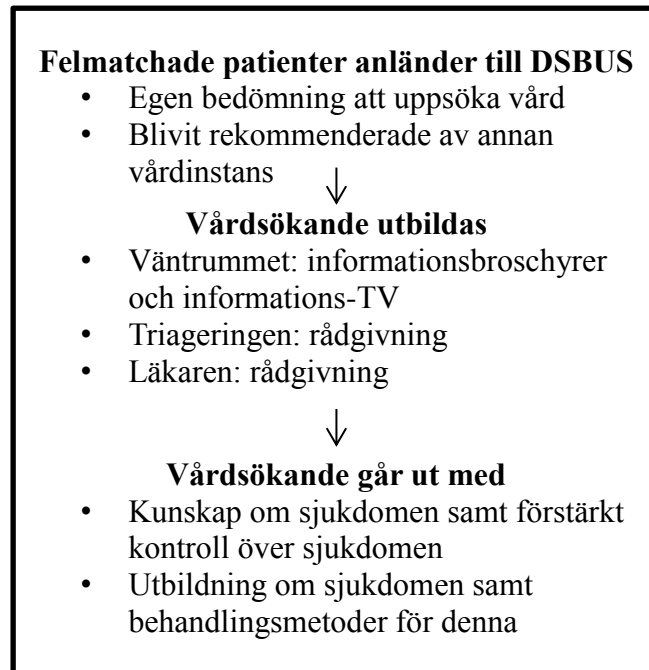 Felmatchade patienter anländer till DSBUS
• Egen bedömning att uppsöka vård
• Blivit rekommenderade av annan
vårdinstans
Vårdsökande utbildas
• Väntrummet: informationsbroschyrer
och informations-TV
• Triageringen: rådgivning
• Läkaren: rådgivning
Vårdsökande går ut med
• Kunskap om sjukdomen samt förstärkt
kontroll över sjukdomen
• Utbildning om sjukdomen samt
behandlingsmetoder för denna